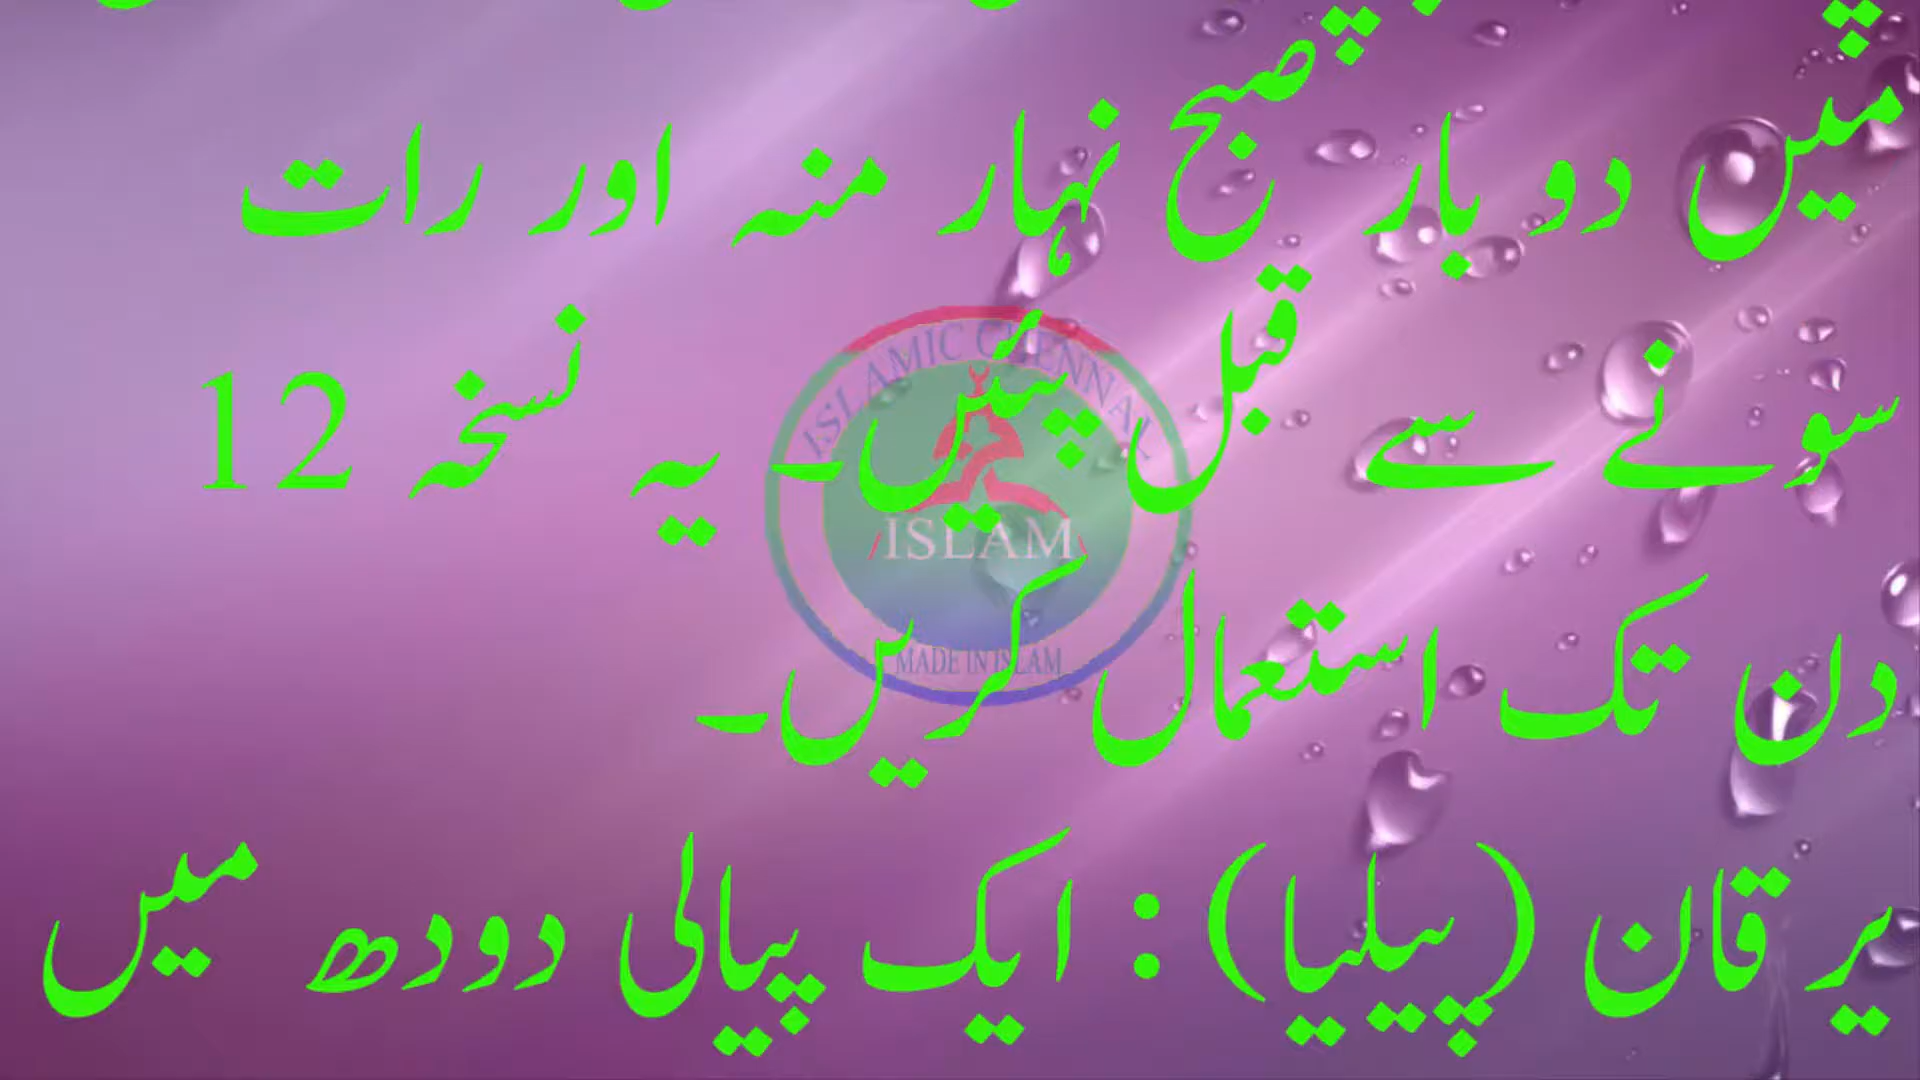 میں دو بار صبح نہار منہ اور رات
سونے سے قبل پئیں۔ یہ نسخہ 12
دن تک استعمال کریں۔
یرقان (پیلیا) : ایک پیالی دودھ میں
ISLAMIC CHENNAL
ISLAM
MADE IN ISLAM